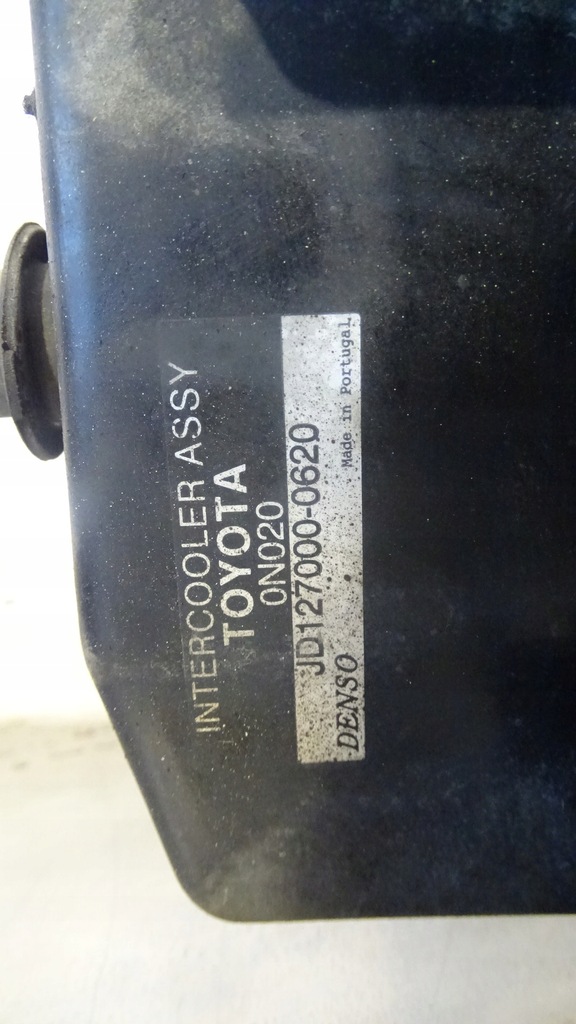 INTERCOOLER ASSY
TOYOTA
0N020
JD127000-0620
DENSO Made in Portugal